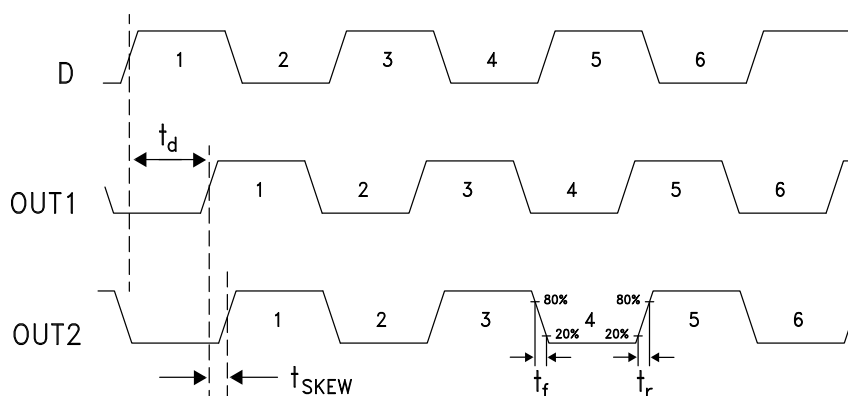 D 1 2 3 4 5 6
t_d
OUT1 1 2 3 4 5 6
OUT2 1 2 3 80% 20% 4 80% 20% 5 6
t_SKEW t_f t_r